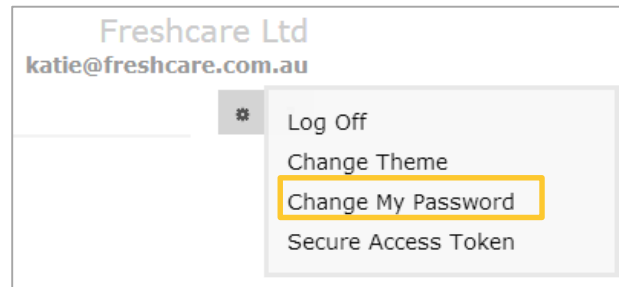 Freshcare Ltd
katie@freshcare.com.au
Log Off
Change Theme
Change My Password
Secure Access Token